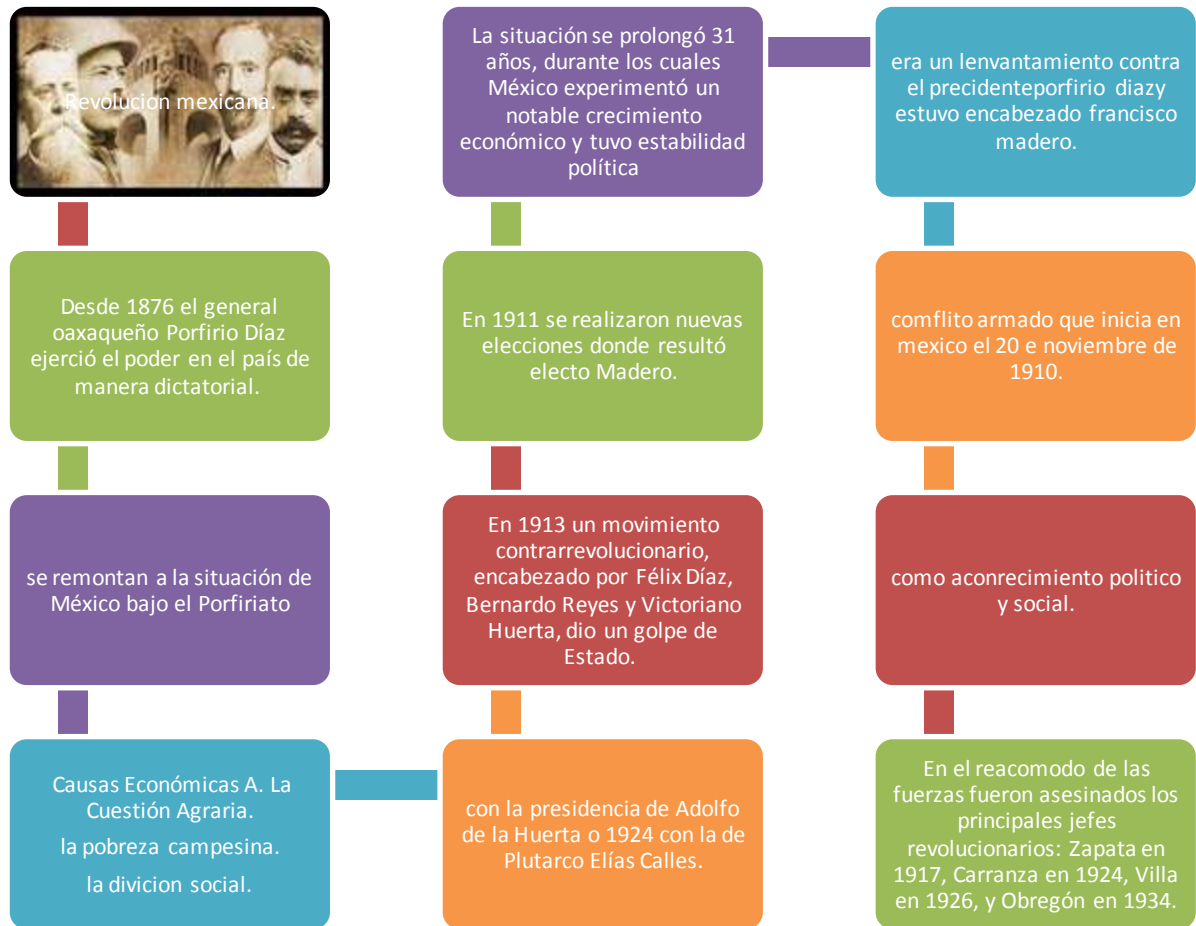 Revolucion mexicana.
Desde 1876 el general
oaxaqueño Porfirio Díaz
ejerció el poder en el país de
manera dictatorial.
se remontan a la situación de
México bajo el Porfiriato
Causas Económicas A. La
Cuestión Agraria.
la pobreza campesina.
la divicion social.
con la presidencia de Adolfo
de la Huerta o 1924 con la de
Plutarco Elías Calles.
En 1913 un movimiento
contrarrevolucionario,
encabezado por Félix Díaz,
Bernardo Reyes y Victoriano
Huerta, dio un golpe de
Estado.
En 1911 se realizaron nuevas
elecciones donde resultó
electo Madero.
La situación se prolongó 31
años, durante los cuales
México experimentó un
notable crecimiento
económico y tuvo estabilidad
política
era un lenvantamiento contra
el precidenteporfirio diazy
estuvo encabezado francisco
madero.
comflito armado que inicia en
mexico el 20 e noviembre de
1910.
como aconrecimiento politico
y social.
En el reacomodo de las
fuerzas fueron asesinados los
principales jefes
revolucionarios: Zapata en
1917, Carranza en 1924, Villa
en 1926, y Obregón en 1934.